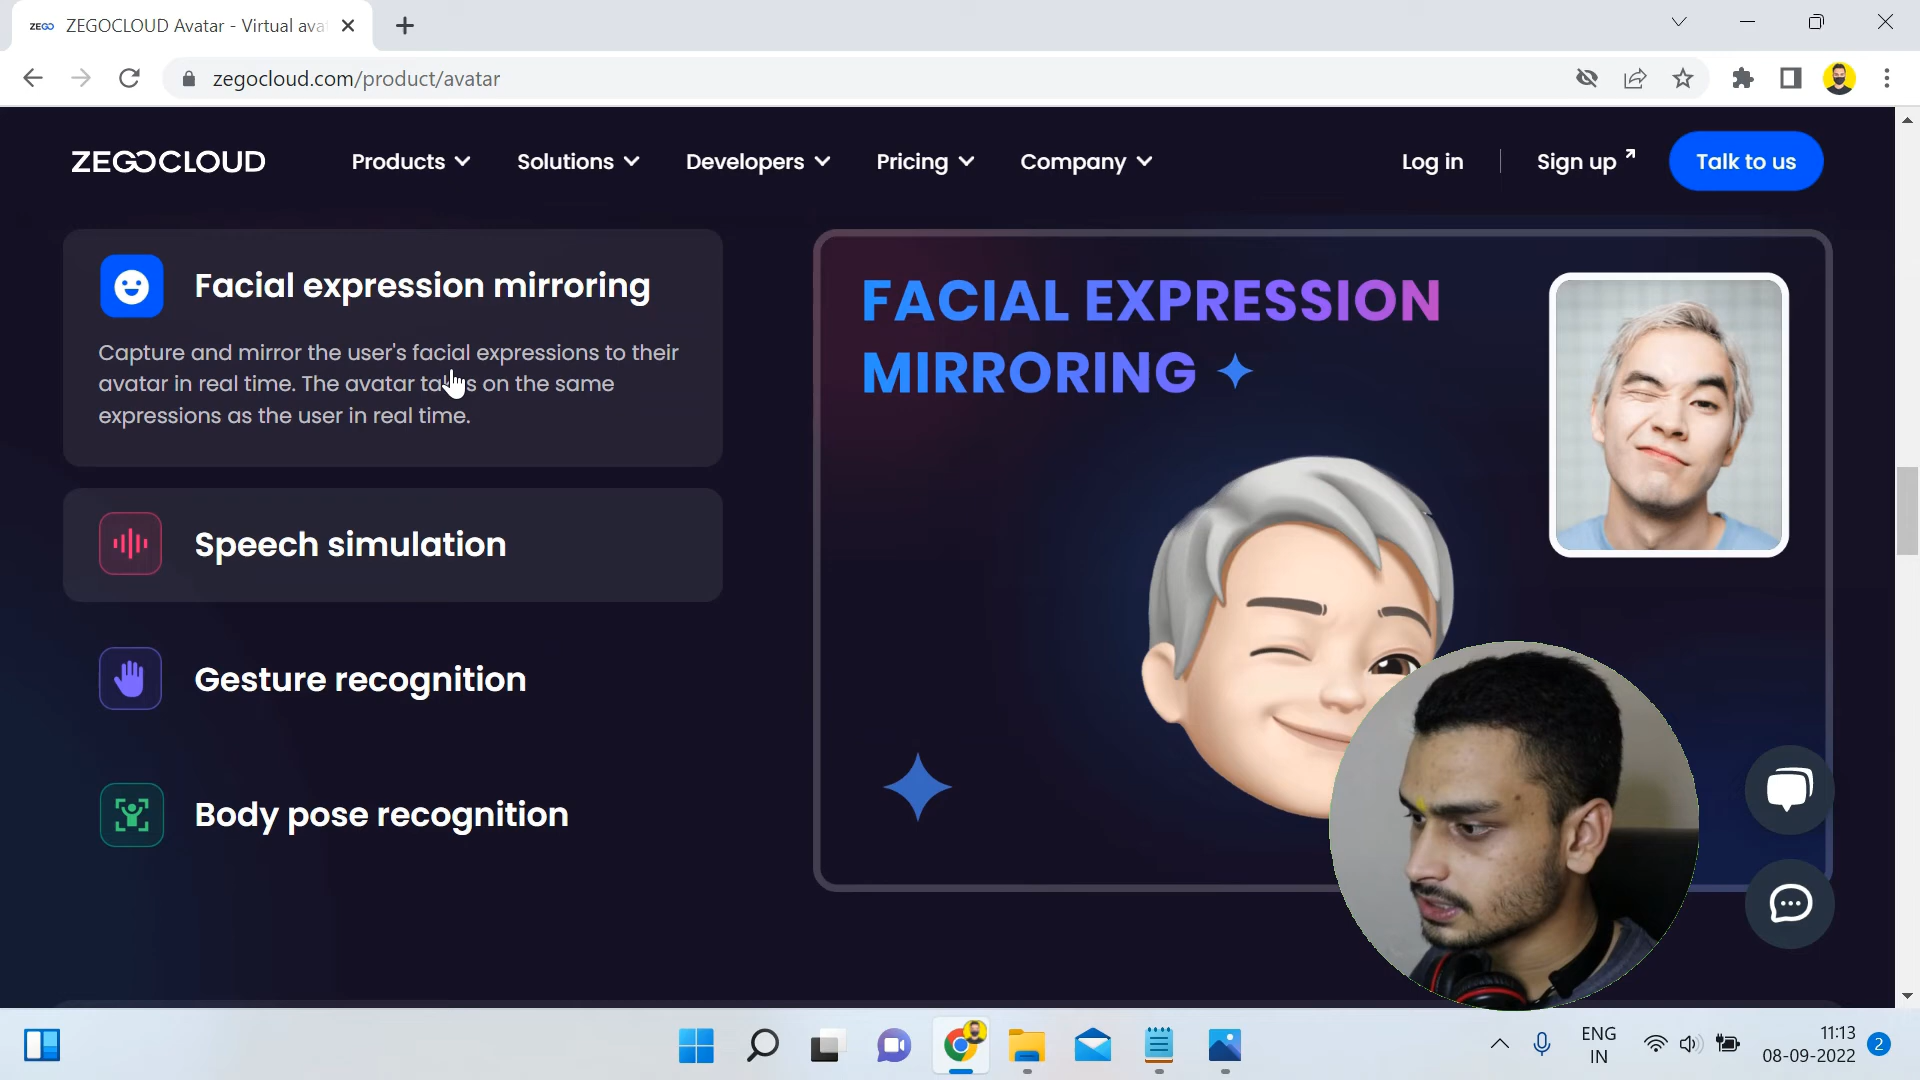 ZEGO ZEGOCLOUD Avatar - Virtual ava
zegocloud.com/product/avatar
ZEGOCLOUD
Products
Solutions
Developers
Pricing
Company
Log in
Sign up
Talk to us
Facial expression mirroring
Capture and mirror the user's facial expressions to their
avatar in real time. The avatar takes on the same
expressions as the user in real time.
Speech simulation
Gesture recognition
Body pose recognition
FACIAL EXPRESSION
MIRRORING
ENG
IN
11:13
08-09-2022
2